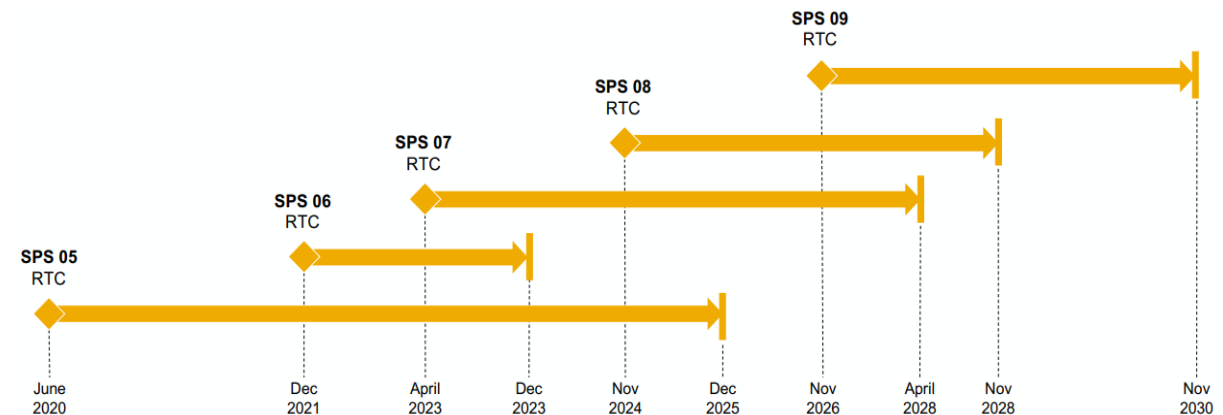 SPS 09
RTC
SPS 08
RTC
SPS 07
RTC
SPS 06
RTC
SPS 05
RTC
June
2020
Dec
2021
April
2023
Dec
2023
Nov
2024
Dec
2025
Nov
2026
April
2028
Nov
2028
Nov
2030